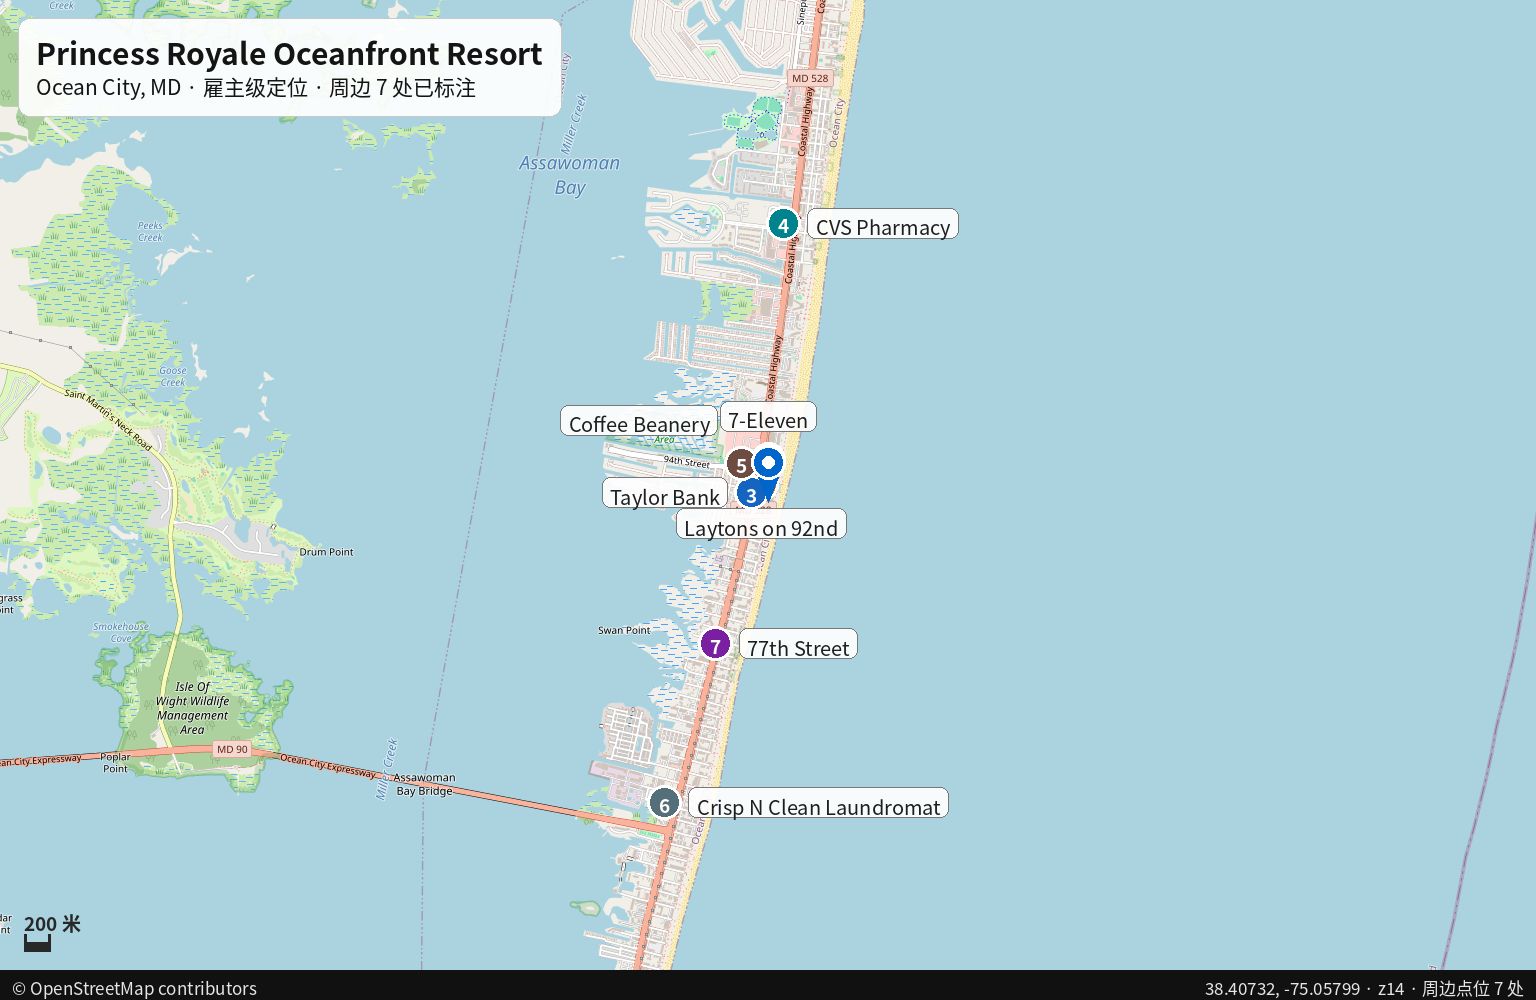 Creek
Princess Royale Oceanfront Resort
Ocean City, MD · 雇主级定位 · 周边 7 处已标注
MD 528
Coastal Highway
Ocean City
Miller Creek
Assawoman
Bay
Peeks
Creek
4
CVS Pharmacy
Coastal Highway
Goose
Creek
Saint Martin's Neck Road
Coffee Beanery
7-Eleven
Area
94th Street
5
Taylor Bank
3
Laytons on 92nd
Drum Point
Smokehouse
Cove
Swan Point
7
77th Street
Isle Of
Wight Wildlife
Management
Area
MD 90
Poplar
Point
Ocean City Expressway
Miller Creek
Assawoman
Bay Bridge
6
Crisp N Clean Laundromat
200 米
© OpenStreetMap contributors
38.40732, -75.05799 · z14 · 周边点位 7 处